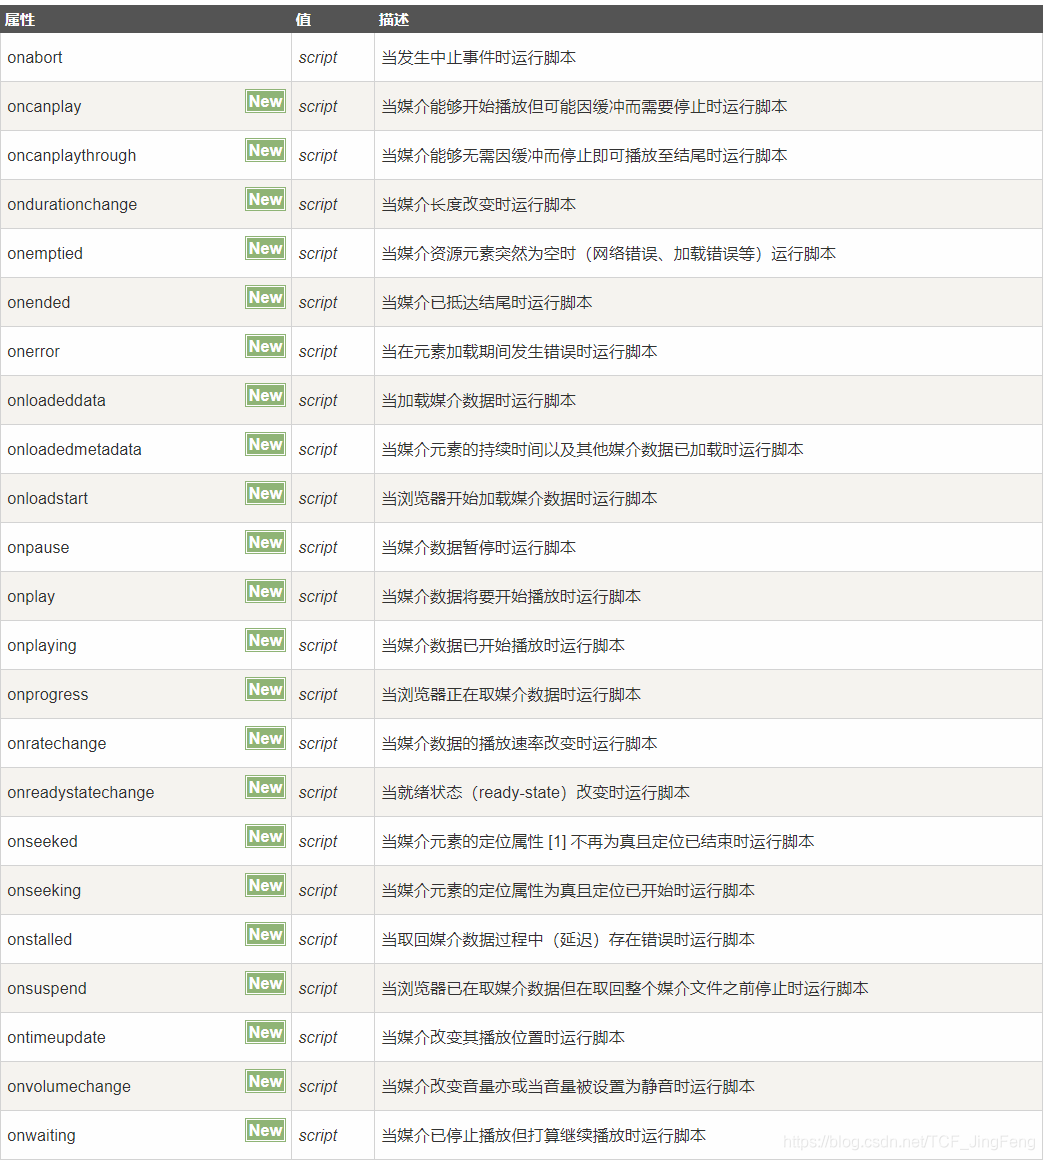 属性 值 描述
onabort script 当发生中止事件时运行脚本
oncanplay New script 当媒介能够开始播放但可能因缓冲而需要停止时运行脚本
oncanplaythrough New script 当媒介能够无需因缓冲而停止即可播放至结尾时运行脚本
ondurationchange New script 当媒介长度改变时运行脚本
onemptied New script 当媒介资源元素突然为空时（网络错误、加载错误等）运行脚本
onended New script 当媒介已抵达结尾时运行脚本
onerror New script 当在元素加载期间发生错误时运行脚本
onloadeddata New script 当加载媒介数据时运行脚本
onloadedmetadata New script 当媒介元素的持续时间以及其他媒介数据已加载时运行脚本
onloadstart New script 当浏览器开始加载媒介数据时运行脚本
onpause New script 当媒介数据暂停时运行脚本
onplay New script 当媒介数据将要开始播放时运行脚本
onplaying New script 当媒介数据已开始播放时运行脚本
onprogress New script 当浏览器正在取媒介数据时运行脚本
onratechange New script 当媒介数据的播放速率改变时运行脚本
onreadystatechange New script 当就绪状态（ready-state）改变时运行脚本
onseeked New script 当媒介元素的定位属性 [1] 不再为真且定位已结束时运行脚本
onseeking New script 当媒介元素的定位属性为真且定位已开始时运行脚本
onstalled New script 当取回媒介数据过程中（延迟）存在错误时运行脚本
onsuspend New script 当浏览器已在取媒介数据但在取回整个媒介文件之前停止时运行脚本
ontimeupdate New script 当媒介改变其播放位置时运行脚本
onvolumechange New script 当媒介改变音量亦或当音量被设置为静音时运行脚本
onwaiting New script 当媒介已停止播放但打算继续播放时运行脚本
https://blog.csdn.net/TCF_JingFeng